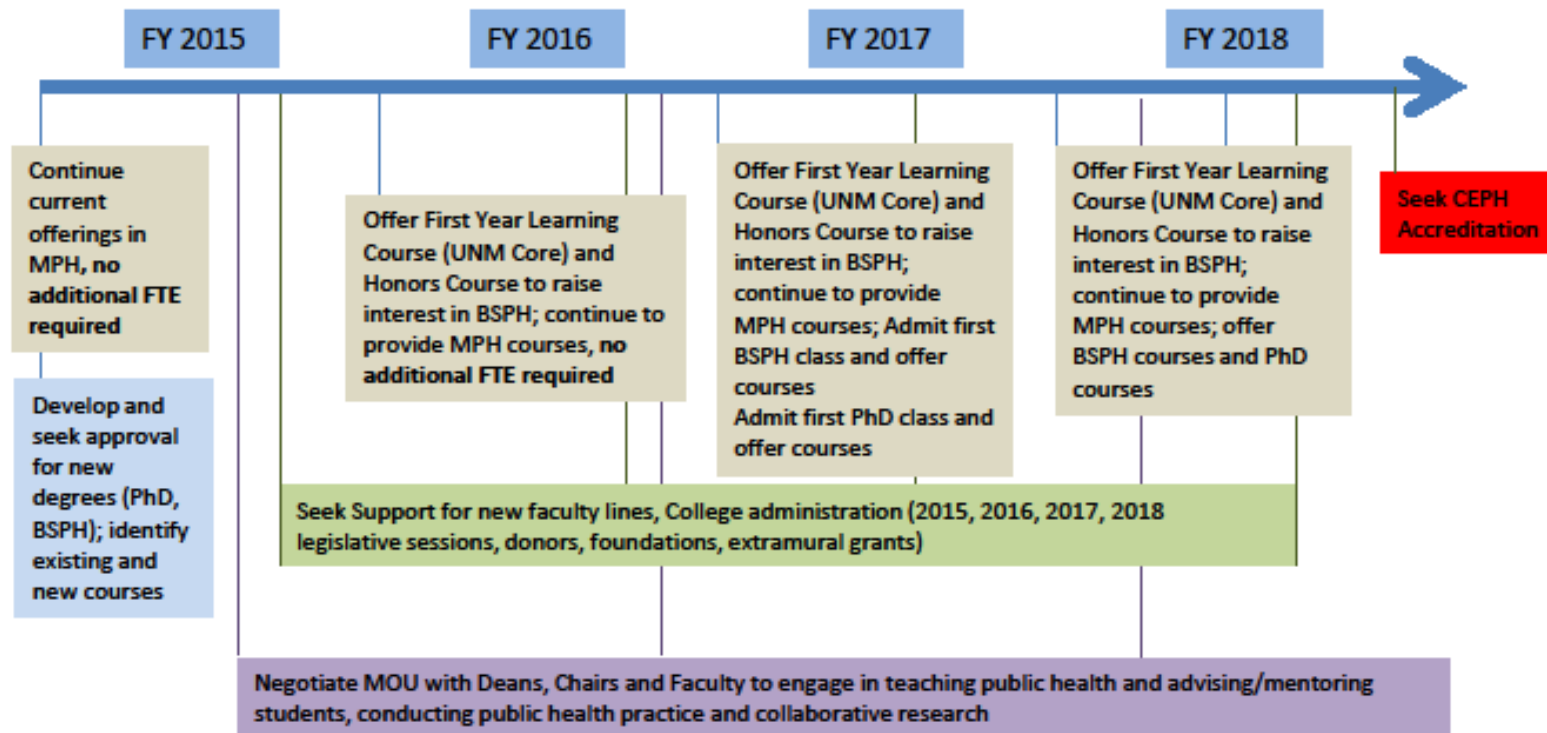 FY 2015
FY 2016
FY 2017
FY 2018
Continue
current
offerings in
MPH, no
additional FTE
required
Develop and
seek approval
for new
degrees (PhD,
BSPH); identify
existing and
new courses
Offer First Year Learning
Course (UNM Core) and
Honors Course to raise
interest in BSPH; continue to
provide MPH courses, no
additional FTE required
Offer First Year Learning
Course (UNM Core) and
Honors Course to raise
interest in BSPH;
continue to provide
MPH courses; Admit first
BSPH class and offer
courses
Admit first PhD class and
offer courses
Offer First Year Learning
Course (UNM Core) and
Honors Course to raise
interest in BSPH;
continue to provide
MPH courses; offer
BSPH courses and PhD
courses
Seek CEPH
Accreditation
Seek Support for new faculty lines, College administration (2015, 2016, 2017, 2018
legislative sessions, donors, foundations, extramural grants)
Negotiate MOU with Deans, Chairs and Faculty to engage in teaching public health and advising/mentoring
students, conducting public health practice and collaborative research